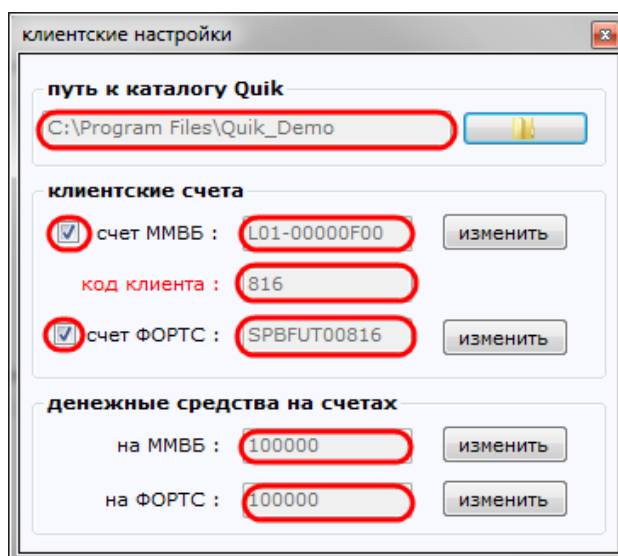 клиентские настройки
путь к каталогу Quik
C:\Program Files\Quik_Demo
клиентские счета
счет ММВБ : L01-00000F00 изменить
код клиента : 816
счет ФОРТС : SPBFUT00816 изменить
денежные средства на счетах
на ММВБ : 100000 изменить
на ФОРТС : 100000 изменить